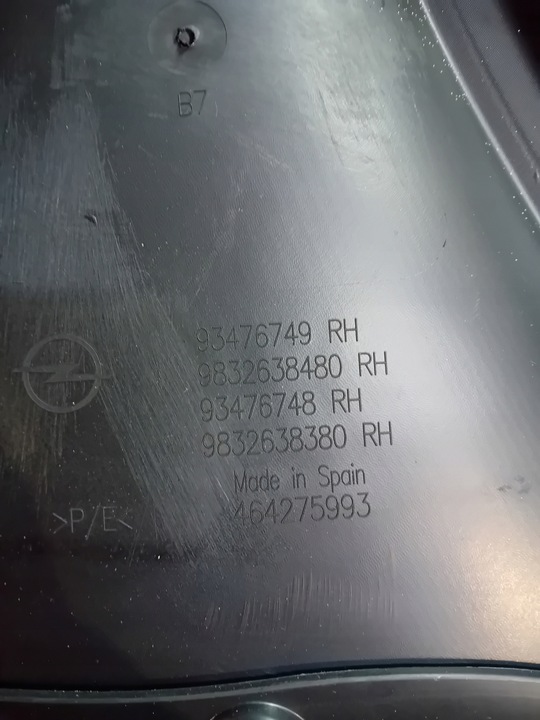 B7
93476749 RH
9832638480 RH
93476748 RH
9832638380 RH
Made in Spain
464275993
>P/E<